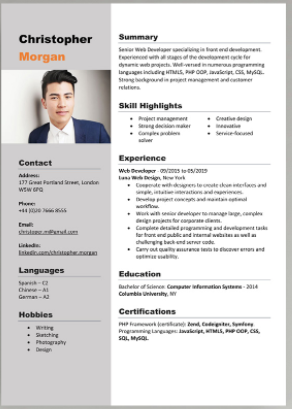 Christopher
Morgan
Contact
Address:
177 Great Portland Street, London
W5W 6PQ
Phone:
+44 (0)20 7666 8555
Email:
christoper.m@gmail.com
LinkedIn:
linkedin.com/christopher.morgan
Languages
Spanish – C2
Chinese – A1
German – A2
Hobbies
• Writing
• Sketching
• Photography
• Design
Summary
Senior Web Developer specializing in front end development.
Experienced with all stages of the development cycle for
dynamic web projects. Well-versed in numerous programming
languages including HTML5, PHP OOP, JavaScript, CSS, MySQL.
Strong background in project management and customer
relations.
Skill Highlights
• Project management
• Strong decision maker
• Complex problem
solver
• Creative design
• Innovative
• Service-focused
Experience
Web Developer - 09/2015 to 05/2019
Luna Web Design, New York
• Cooperate with designers to create clean interfaces and
simple, intuitive interactions and experiences.
• Develop project concepts and maintain optimal
workflow.
• Work with senior developer to manage large, complex
design projects for corporate clients.
• Complete detailed programming and development tasks
for front end public and internal websites as well as
challenging back-end server code.
• Carry out quality assurance tests to discover errors and
optimize usability.
Education
Bachelor of Science: Computer Information Systems - 2014
Columbia University, NY
Certifications
PHP Framework (certificate): Zend, Codeigniter, Symfony.
Programming Languages: JavaScript, HTML5, PHP OOP, CSS,
SQL, MySQL.